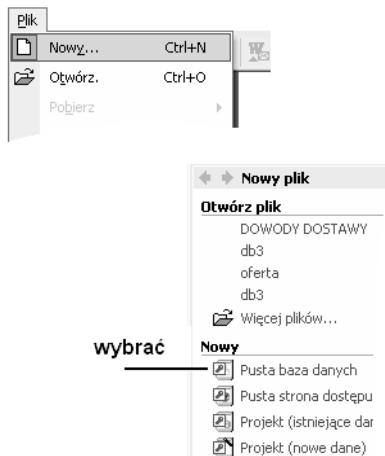 Plik
Nowy... Ctrl+N
Otwórz. Ctrl+O
Pobierz
Nowy plik
Otwórz plik
DOWODY DOSTAWY
db3
oferta
db3
Więcej plików...
wybrać
Nowy
Pusta baza danych
Pusta strona dostępu
Projekt (istniejące dar
Projekt (nowe dane)